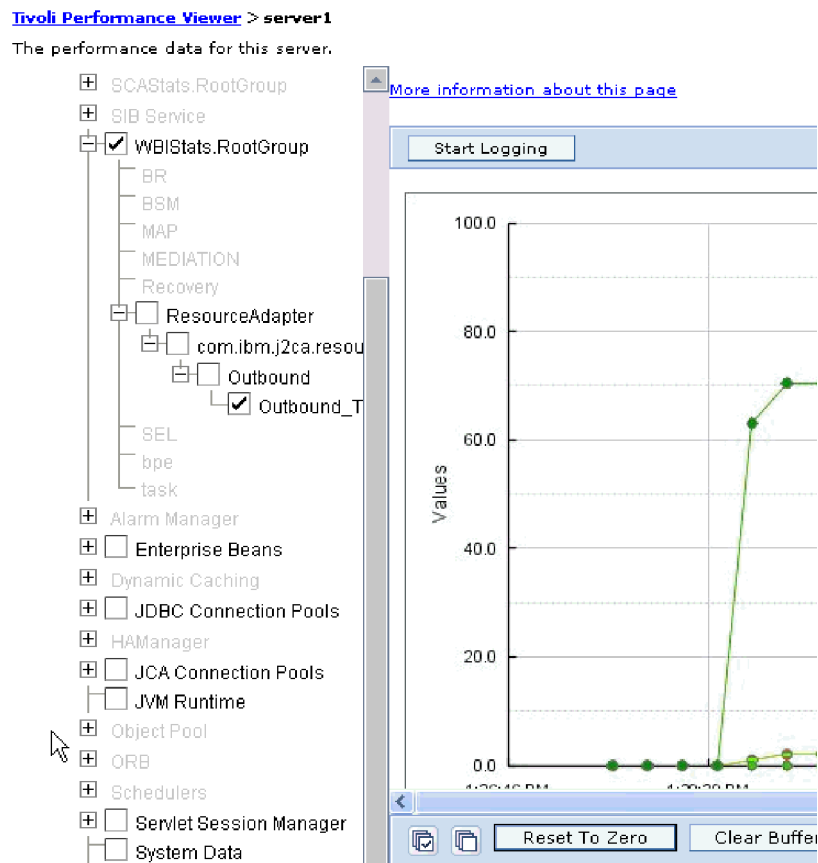 Tivoli Performance Viewer > server1
The performance data for this server.
SCAStats.RootGroup
SIB Service
WBIStats.RootGroup
BR
BSM
MAP
MEDIATION
Recovery
ResourceAdapter
com.ibm.j2ca.resou
Outbound
Outbound_T
SEL
bpe
task
Alarm Manager
Enterprise Beans
Dynamic Caching
JDBC Connection Pools
HAManager
JCA Connection Pools
JVM Runtime
Object Pool
ORB
Schedulers
Servlet Session Manager
System Data
More information about this page
Start Logging
100.0
80.0
60.0
40.0
20.0
0.0
Values
Reset To Zero
Clear Buffer